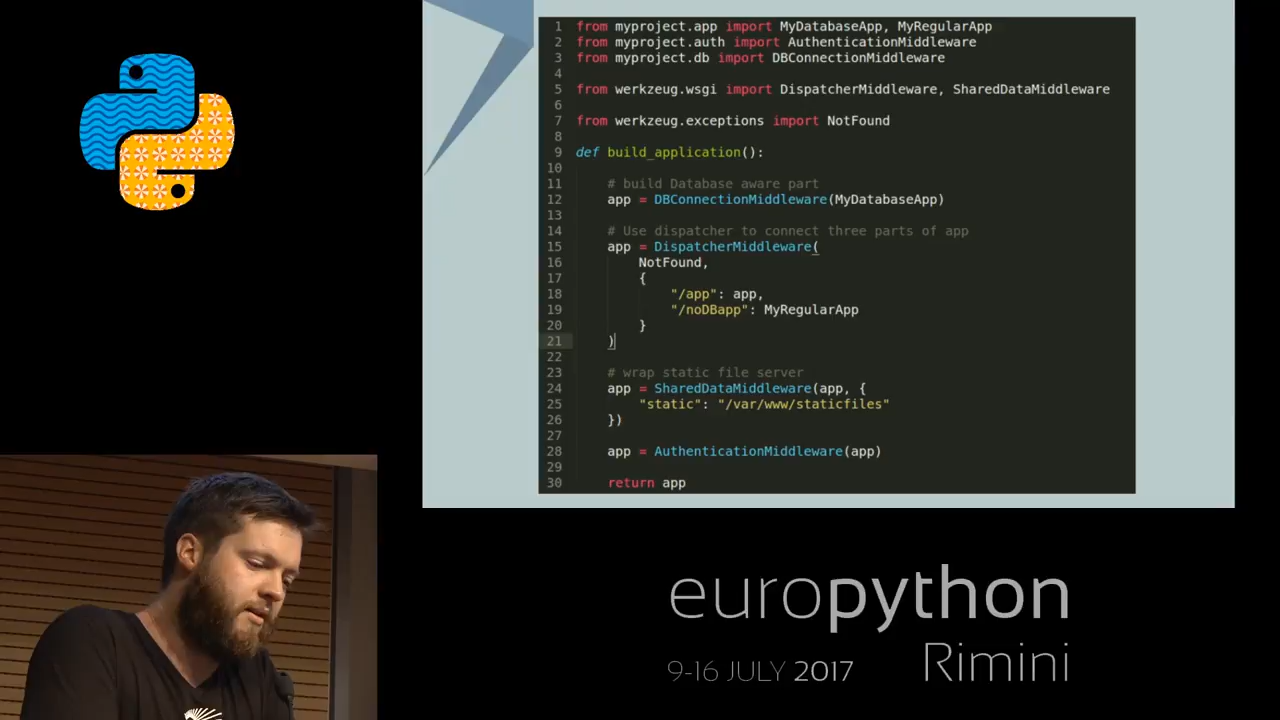 1 from myproject.app import MyDatabaseApp, MyRegularApp
2 from myproject.auth import AuthenticationMiddleware
3 from myproject.db import DBConnectionMiddleware
4
5 from werkzeug.wsgi import DispatcherMiddleware, SharedDataMiddleware
6
7 from werkzeug.exceptions import NotFound
8
9 def build_application():
10
11     # build Database aware part
12     app = DBConnectionMiddleware(MyDatabaseApp)
13
14     # Use dispatcher to connect three parts of app
15     app = DispatcherMiddleware(
16         NotFound,
17         {
18             "/app": app,
19             "/noDBapp": MyRegularApp
20         }
21     )
22
23     # wrap static file server
24     app = SharedDataMiddleware(app, {
25         "static": "/var/www/staticfiles"
26     })
27
28     app = AuthenticationMiddleware(app)
29
30     return app
europython
9-16 JULY 2017 Rimini